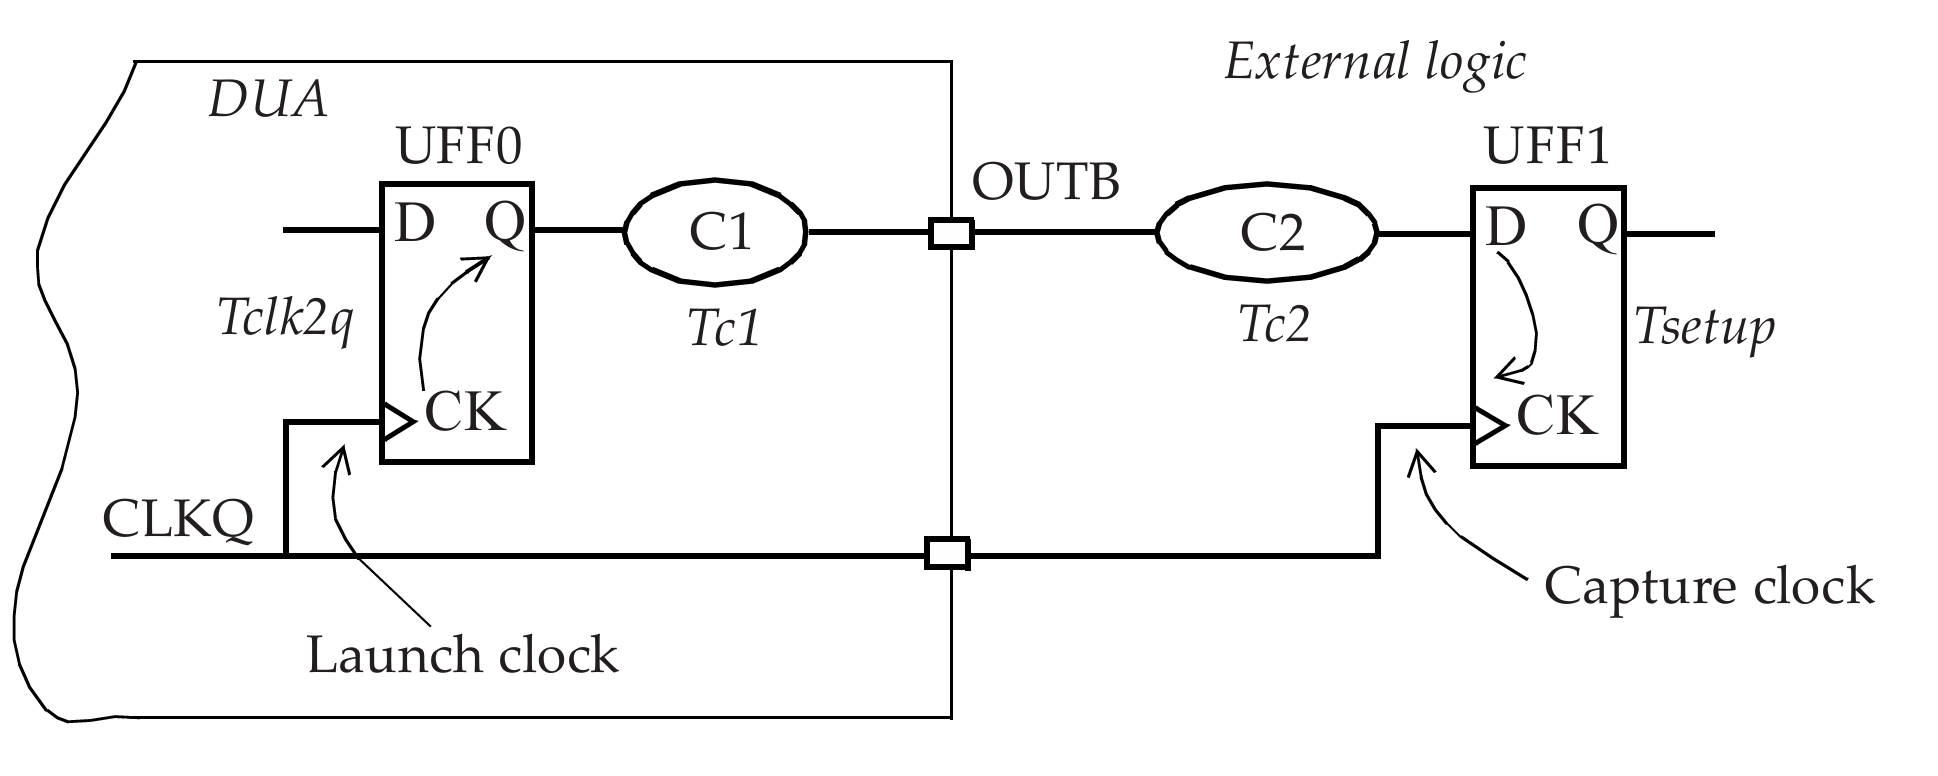 External logic
DUA
UFF0
UFF1
OUTB
D Q
C1
C2
D Q
Tclk2q
Tc1
Tc2
Tsetup
CK
CK
CLKQ
Capture clock
Launch clock